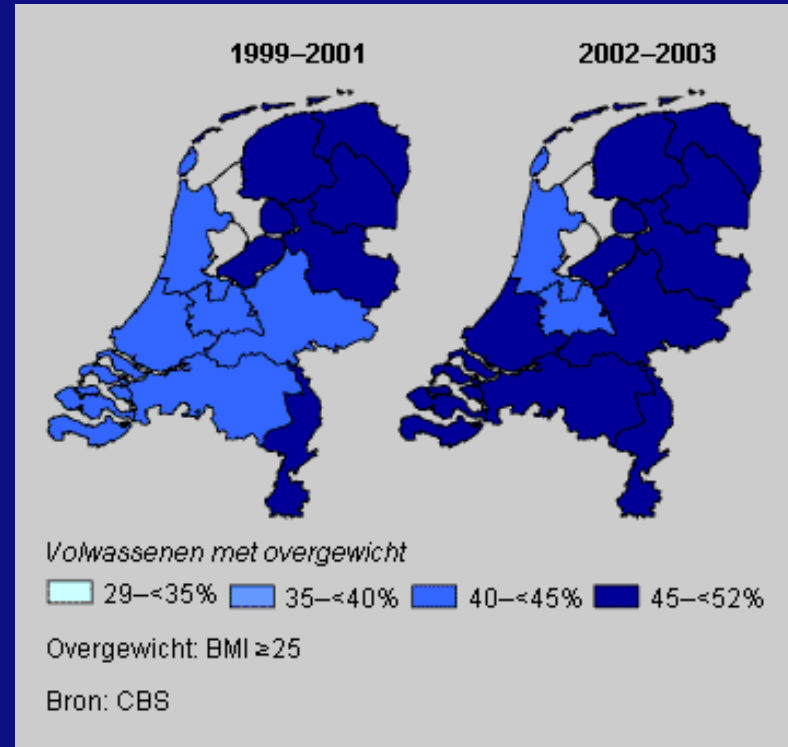 1999–2001 2002–2003
Volwassenen met overgewicht
29–<35% 35–<40% 40–<45% 45–<52%
Overgewicht: BMI ≥25
Bron: CBS